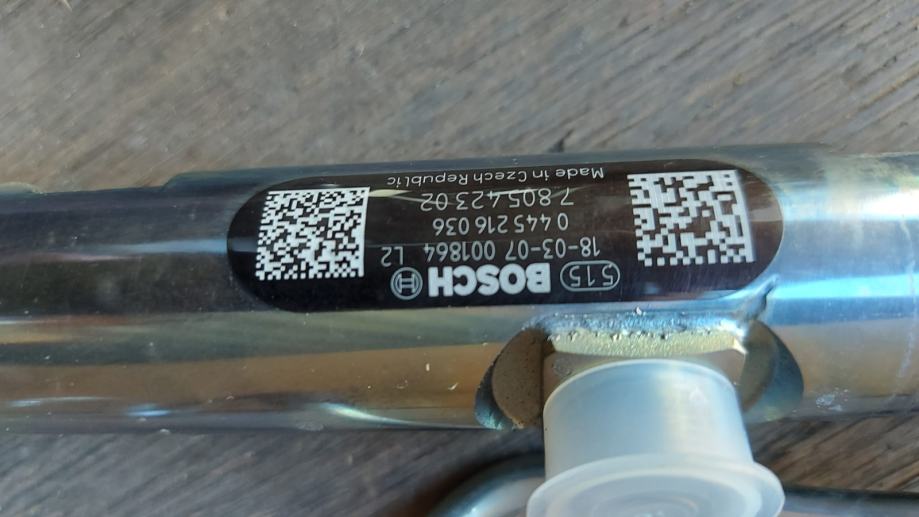 515 BOSCH
18-03-07 001864 L2
0 445 216 036
7 805 423 02
Made in Czech Republic